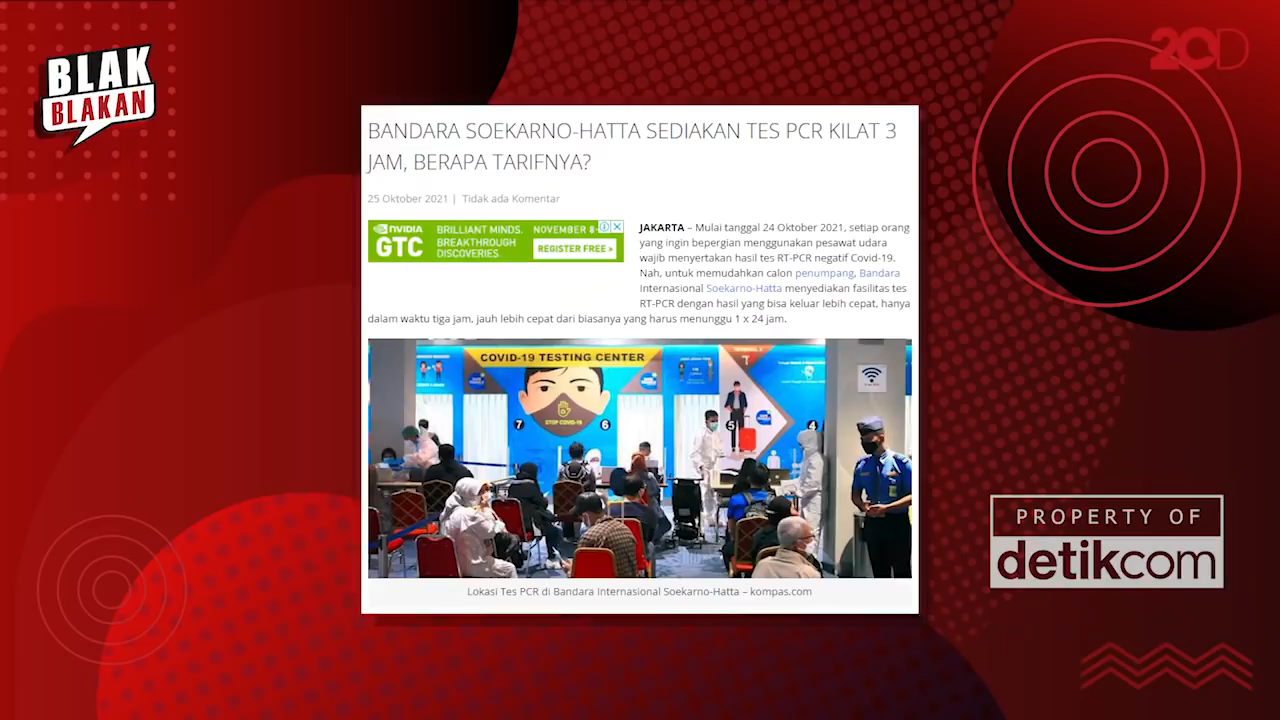 BLAK
BLAKAN
20D
BANDARA SOEKARNO-HATTA SEDIAKAN TES PCR KILAT 3
JAM, BERAPA TARIFNYA?
25 Oktober 2021 | Tidak ada Komentar
NVIDIA
GTC
BRILLIANT MINDS.
BREAKTHROUGH
DISCOVERIES.
NOVEMBER 8-
REGISTER FREE >
JAKARTA – Mulai tanggal 24 Oktober 2021, setiap orang
yang ingin bepergian menggunakan pesawat udara
wajib menyertakan hasil tes RT-PCR negatif Covid-19.
Nah, untuk memudahkan calon penumpang, Bandara
Internasional Soekarno-Hatta menyediakan fasilitas tes
RT-PCR dengan hasil yang bisa keluar lebih cepat, hanya
dalam waktu tiga jam, jauh lebih cepat dari biasanya yang harus menunggu 1 x 24 jam.
COVID-19 TESTING CENTER
STOP COVID-19
7
6
5
4
Lokasi Tes PCR di Bandara Internasional Soekarno-Hatta – kompas.com
PROPERTY OF
detikcom